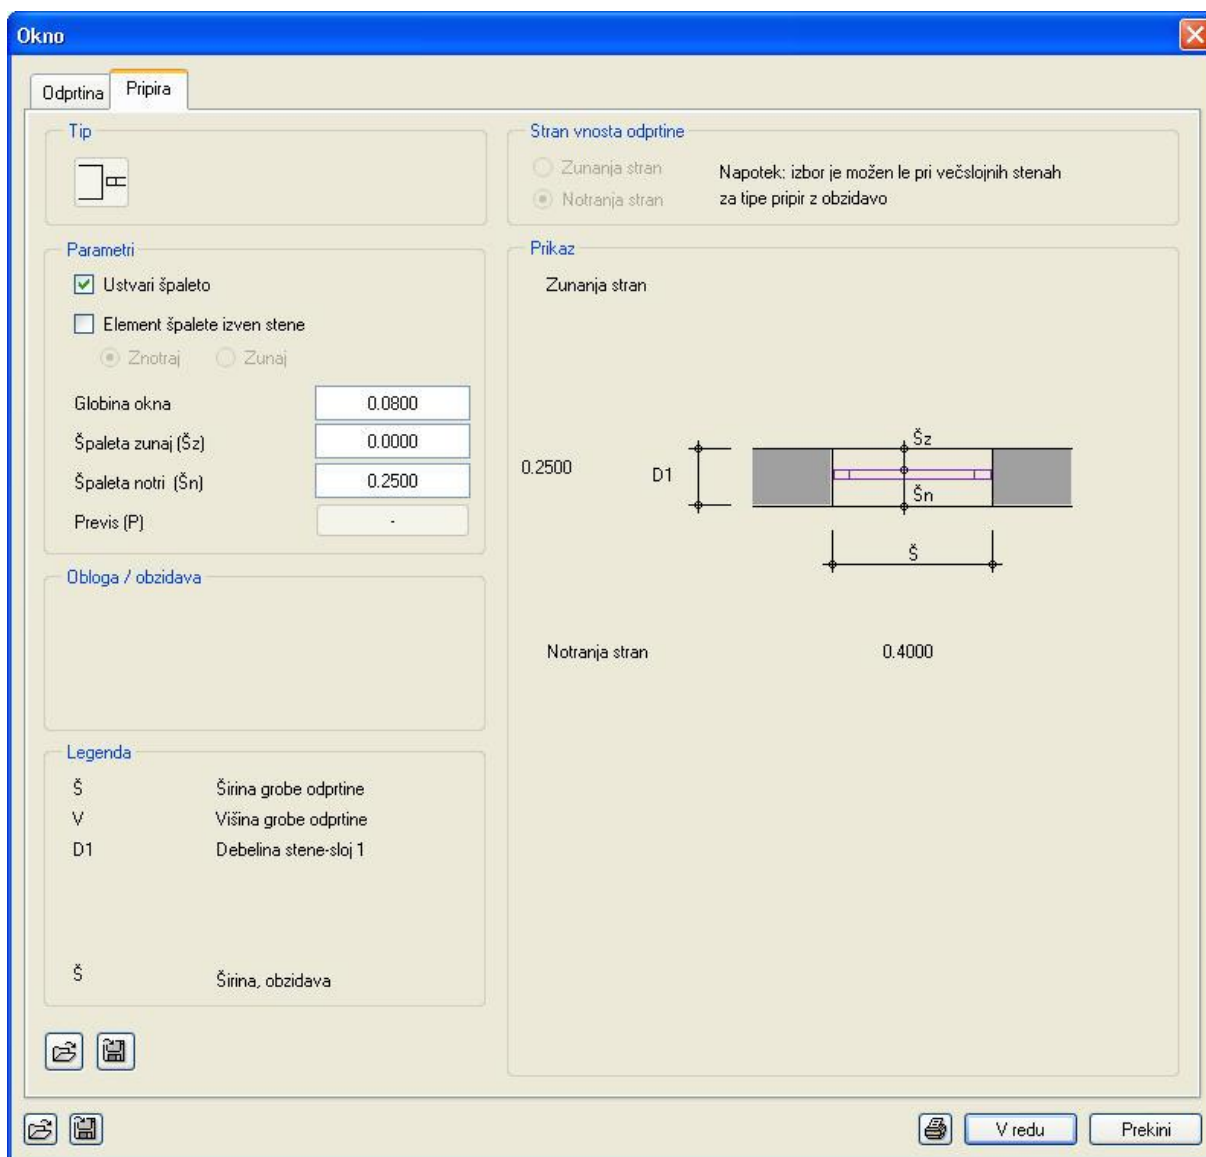 Okno
Odprtina
Pripira
Tip
Stran vnosta odprtine
Zunanja stran
Notranja stran
Napotek: izbor je možen le pri večslojnih stenah
za tipe pripir z obzidavo
Parametri
Ustvari špaleto
Element špalete izven stene
Znotraj
Zunaj
Globina okna
0.0800
Špaleta zunaj (Šz)
0.0000
Špaleta notri (Šn)
0.2500
Previs (P)
-
Prikaz
Zunanja stran
0.2500
D1
Šz
Šn
Š
Notranja stran
0.4000
Obloga / obzidava
Legenda
Š
Širina grobe odprtine
V
Višina grobe odprtine
D1
Debelina stene-sloj 1
Š
Širina, obzidava
V redu
Prekini